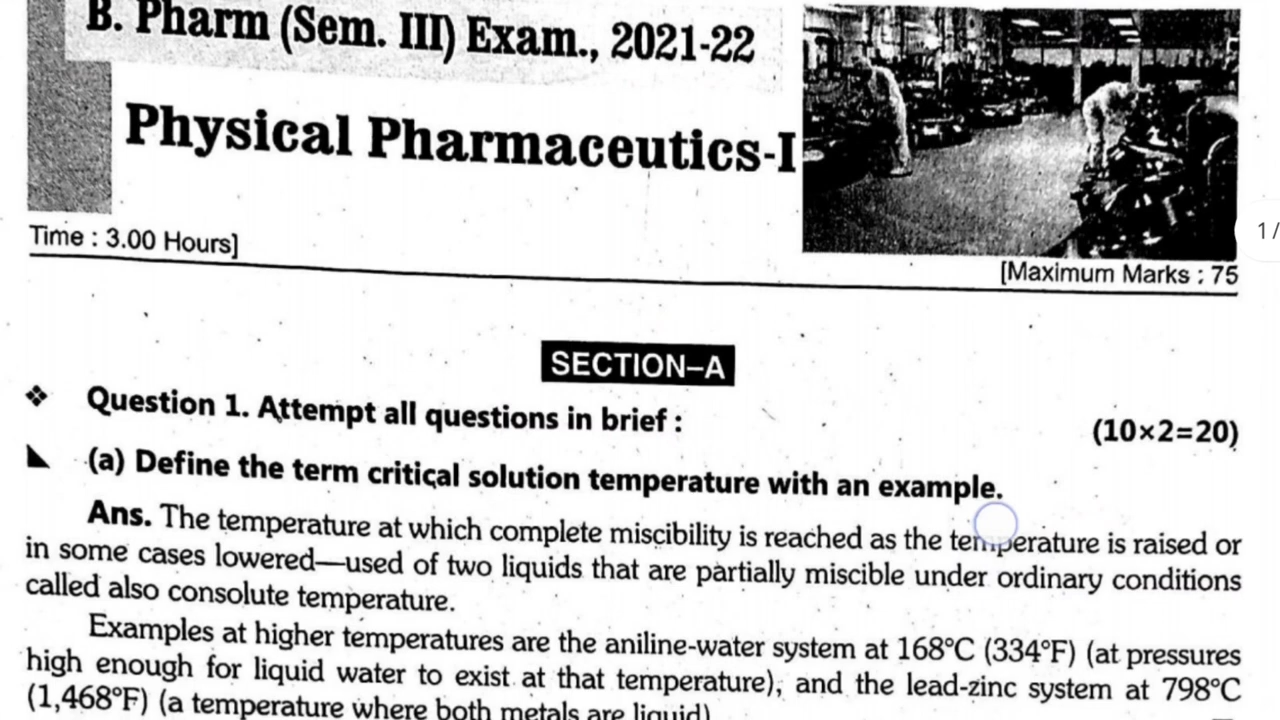 B. Pharm (Sem. III) Exam., 2021-22
Physical Pharmaceutics-I
Time : 3.00 Hours]
1/
[Maximum Marks : 75
SECTION–A
❖ Question 1. Attempt all questions in brief : (10×2=20)
(a) Define the term critical solution temperature with an example.
Ans. The temperature at which complete miscibility is reached as the temperature is raised or
in some cases lowered—used of two liquids that are partially miscible under ordinary conditions
called also consolute temperature.
Examples at higher temperatures are the aniline-water system at 168°C (334°F) (at pressures
high enough for liquid water to exist at that temperature), and the lead-zinc system at 798°C
(1,468°F) (a temperature where both metals are liquid).